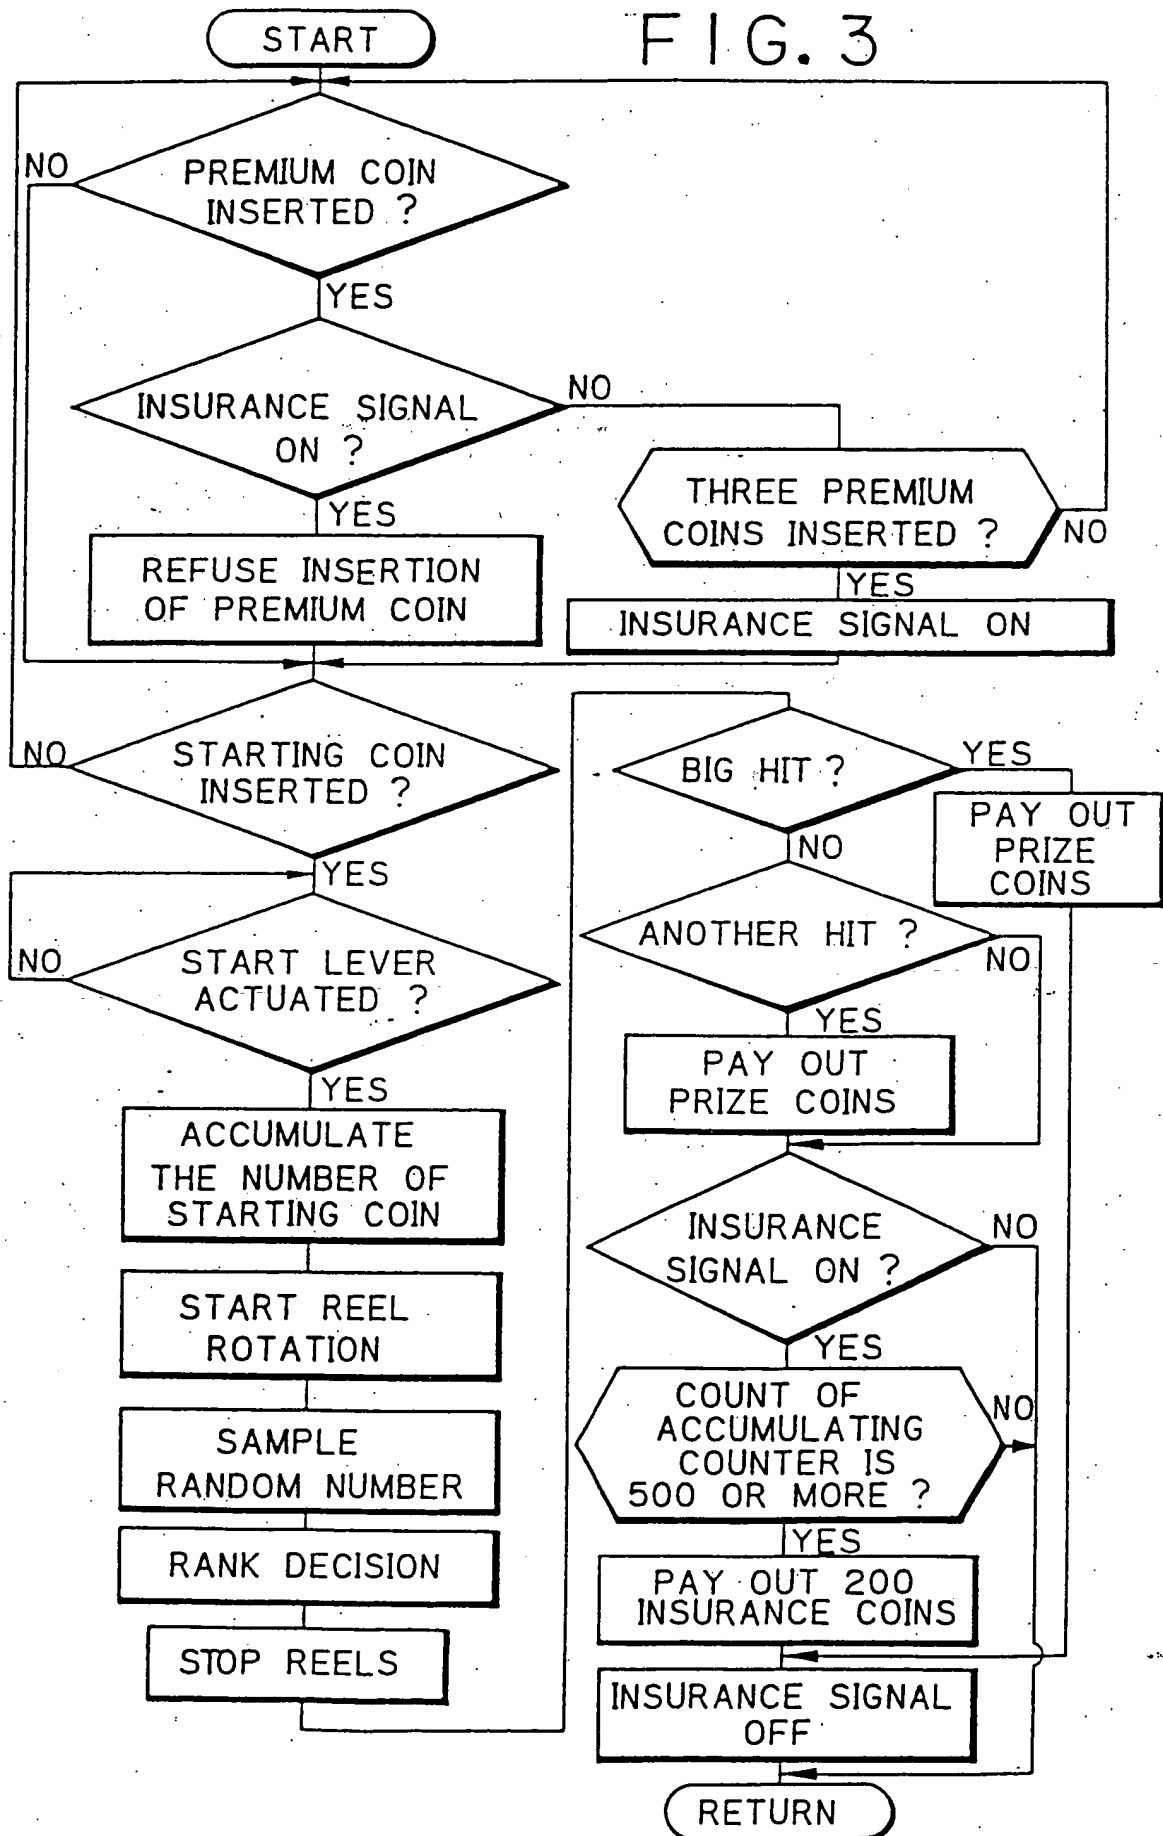 FIG. 3
START
PREMIUM COIN
INSERTED ?
NO
YES
INSURANCE SIGNAL
ON ?
NO
YES
THREE PREMIUM
COINS INSERTED ?
NO
YES
REFUSE INSERTION
OF PREMIUM COIN
INSURANCE SIGNAL ON
STARTING COIN
INSERTED ?
NO
YES
START LEVER
ACTUATED ?
NO
YES
ACCUMULATE
THE NUMBER OF
STARTING COIN
START REEL
ROTATION
SAMPLE
RANDOM NUMBER
RANK DECISION
STOP REELS
BIG HIT ?
YES
PAY OUT
PRIZE
COINS
NO
ANOTHER HIT ?
NO
YES
PAY OUT
PRIZE COINS
INSURANCE
SIGNAL ON ?
NO
YES
COUNT OF
ACCUMULATING
COUNTER IS
500 OR MORE ?
NO
YES
PAY OUT 200
INSURANCE COINS
INSURANCE SIGNAL
OFF
RETURN